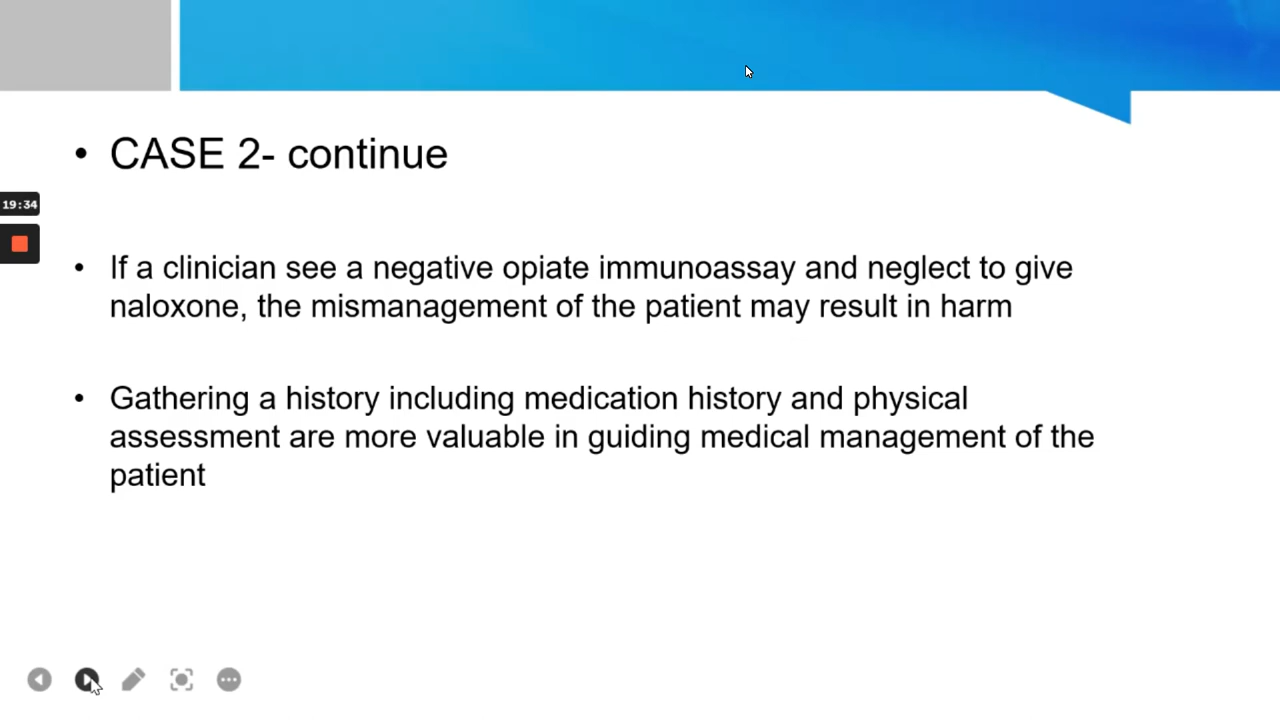 • CASE 2- continue
19:34
• If a clinician see a negative opiate immunoassay and neglect to give
naloxone, the mismanagement of the patient may result in harm
• Gathering a history including medication history and physical
assessment are more valuable in guiding medical management of the
patient